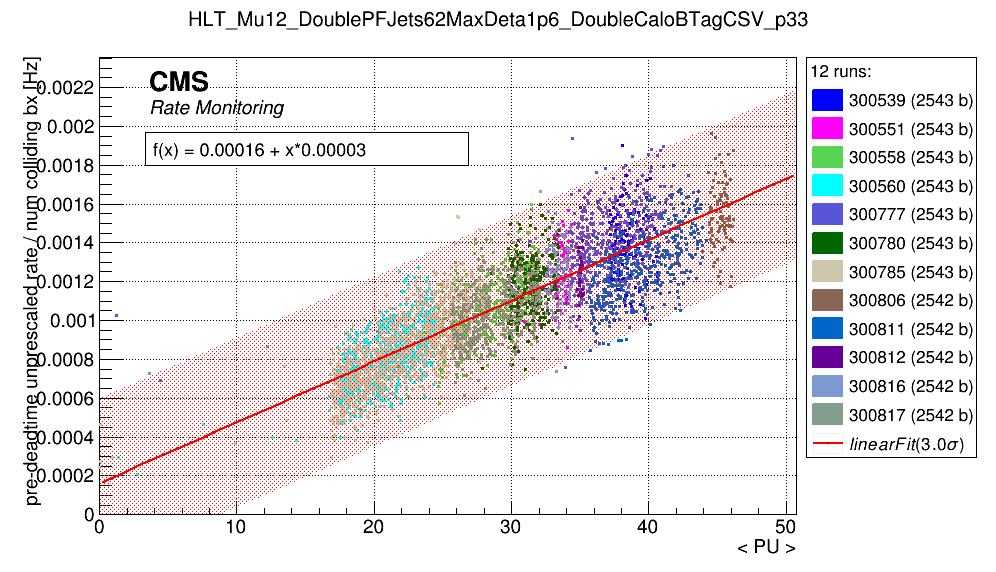 HLT_Mu12_DoublePFJets62MaxDeta1p6_DoubleCaloBTagCSV_p33
pre-deadtime unprescaled rate / num colliding bx [Hz]
CMS
Rate Monitoring
f(x) = 0.00016 + x*0.00003
0.0022
0.002
0.0018
0.0016
0.0014
0.0012
0.001
0.0008
0.0006
0.0004
0.0002
0
0 10 20 30 40 50
< PU >
12 runs:
300539 (2543 b)
300551 (2543 b)
300558 (2543 b)
300560 (2543 b)
300777 (2543 b)
300780 (2543 b)
300785 (2543 b)
300806 (2542 b)
300811 (2542 b)
300812 (2542 b)
300816 (2542 b)
300817 (2542 b)
linearFit(3.0σ)